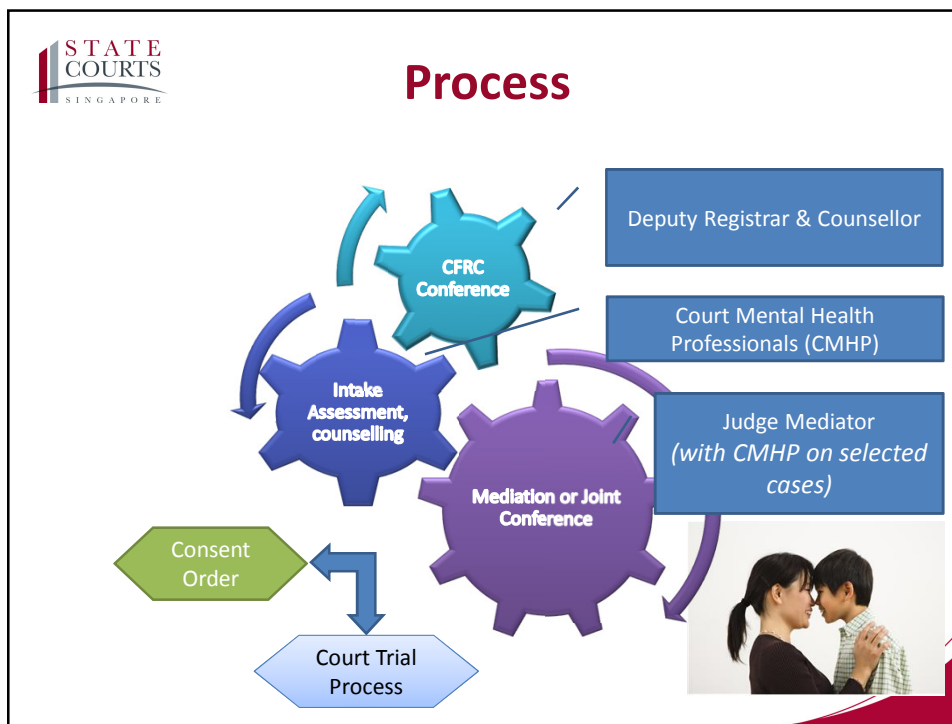 STATE
COURTS
SINGAPORE
Process
CFRC
Conference
Deputy Registrar & Counsellor
Intake
Assessment,
counselling
Court Mental Health
Professionals (CMHP)
Mediation or Joint
Conference
Judge Mediator
(with CMHP on selected
cases)
Consent
Order
Court Trial
Process